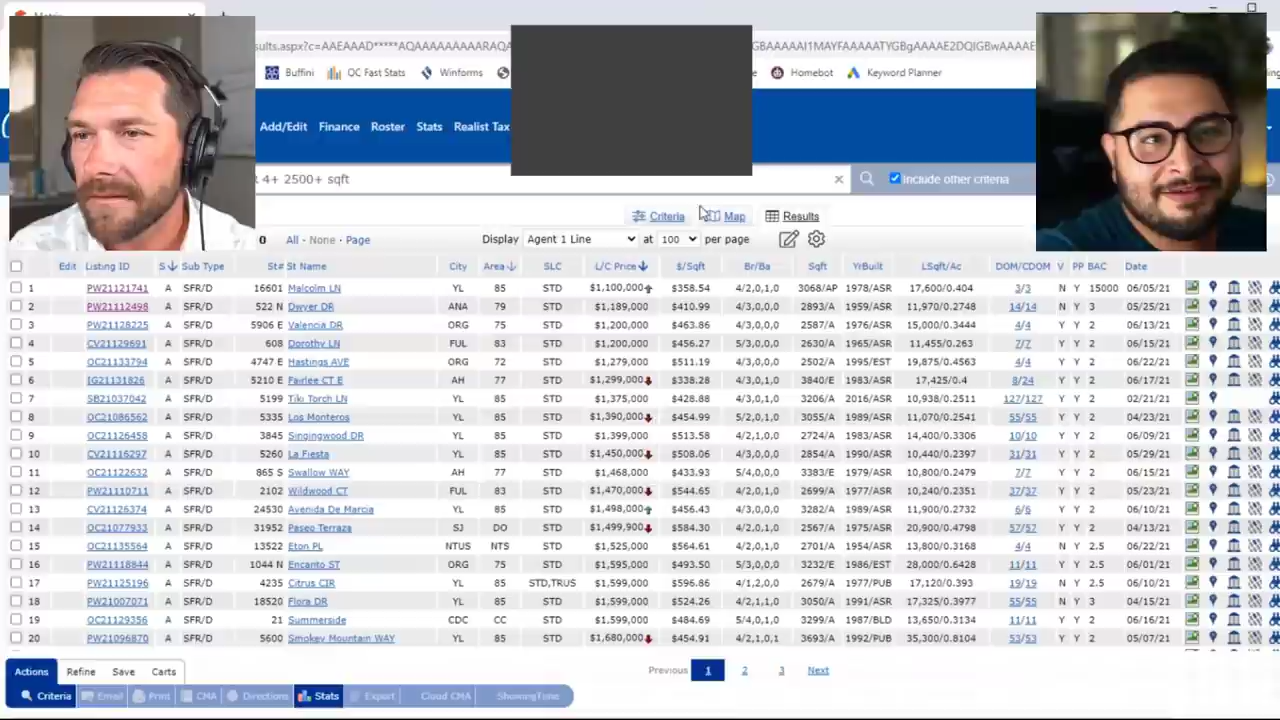 sults.aspx?c=AAEAAAD*****AQAAAAAAAAARAQA GBAAAAAI1MAYFAAAAATYGBgAAAAE2DQIGBwAAAAE
Buffini OC Fast Stats Winforms Homebot Keyword Planner
Add/Edit Finance Roster Stats Realist Tax
4+ 2500+ sqft × Include other criteria
Criteria Map Results
0 All · None · Page Display Agent 1 Line at 100 per page
Edit Listing ID S Sub Type St# St Name City Area SLC L/C Price $/Sqft Br/Ba Sqft YrBuilt LSqft/Ac DOM/CDOM V PP BAC Date
1 PW21121741 A SFR/D 16601 Malcolm LN YL 85 STD $1,100,000 $358.54 4/2,0,1,0 3068/AP 1978/ASR 17,600/0.404 3/3 N Y 15000 06/05/21
2 PW21112498 A SFR/D 522 N Dwyer DR ANA 79 STD $1,189,000 $410.99 4/3,0,0,0 2893/A 1959/ASR 11,970/0.2748 14/14 N Y 3 05/25/21
3 PW21128225 A SFR/D 5906 E Valencia DR ORG 75 STD $1,200,000 $463.86 4/3,0,0,0 2587/A 1976/ASR 15,000/0.3444 4/4 Y Y 2 06/13/21
4 CV21129691 A SFR/D 608 Dorothy LN FUL 83 STD $1,200,000 $456.27 5/3,0,0,0 2630/A 1965/ASR 11,455/0.263 7/7 Y Y 2 06/15/21
5 OC21133794 A SFR/D 4747 E Hastings AVE ORG 72 STD $1,279,000 $511.19 4/3,0,0,0 2502/A 1995/EST 19,875/0.4563 4/4 Y Y 2 06/22/21
6 IG21131826 A SFR/D 5210 E Fairlee CT E AH 77 STD $1,299,000 $338.28 4/3,0,1,0 3840/E 1983/ASR 17,425/0.4 8/24 Y Y 2 06/17/21
7 SB21037042 A SFR/D 5199 Tiki Torch LN YL 85 STD $1,375,000 $428.88 4/3,0,1,0 3206/A 2016/ASR 10,938/0.2511 127/127 Y Y 2 02/21/21
8 OC21086562 A SFR/D 5335 Los Monteros YL 85 STD $1,390,000 $454.99 5/2,0,1,0 3055/A 1989/ASR 11,070/0.2541 55/55 Y Y 2 04/23/21
9 OC21126458 A SFR/D 3845 Singingwood DR YL 85 STD $1,399,000 $513.58 4/2,1,0,0 2724/A 1983/ASR 14,400/0.3306 10/10 Y Y 2 06/09/21
10 CV21116297 A SFR/D 5260 La Fiesta YL 85 STD $1,450,000 $508.06 4/3,0,0,0 2854/A 1990/ASR 10,440/0.2397 31/31 Y Y 2 05/29/21
11 OC21122632 A SFR/D 865 S Swallow WAY AH 77 STD $1,468,000 $433.93 5/4,0,0,0 3383/E 1979/ASR 10,800/0.2479 7/7 Y Y 2 06/15/21
12 PW21110711 A SFR/D 2102 Wildwood CT FUL 83 STD $1,470,000 $544.65 4/2,0,1,0 2699/A 1977/ASR 10,240/0.2351 37/37 Y Y 2 05/23/21
13 CV21126374 A SFR/D 24530 Avenida De Marcia YL 85 STD $1,498,000 $456.43 4/3,0,0,0 3282/A 1989/ASR 11,900/0.2732 6/6 Y Y 2 06/10/21
14 OC21077933 A SFR/D 31952 Paseo Terraza SJ DO STD $1,499,900 $584.30 4/2,0,1,0 2567/A 1975/ASR 20,900/0.4798 57/57 Y Y 2 04/13/21
15 OC21135564 A SFR/D 13522 Eton PL NTUS NTS STD $1,525,000 $564.61 4/2,0,1,0 2701/A 1954/ASR 13,800/0.3168 4/4 N Y 2.5 06/22/21
16 PW21118844 A SFR/D 1044 N Encanto ST ORG 75 STD $1,595,000 $493.50 5/3,0,0,0 3232/E 1986/EST 28,000/0.6428 11/11 Y Y 2.5 06/01/21
17 PW21125196 A SFR/D 4235 Citrus CIR YL 85 STD,TRUS $1,599,000 $596.86 4/1,2,0,0 2679/A 1977/PUB 17,120/0.393 19/19 N Y 2.5 06/10/21
18 PW21007071 A SFR/D 18520 Flora DR YL 85 STD $1,599,000 $524.26 4/3,0,1,0 3050/A 1991/ASR 17,325/0.3977 55/55 N Y 3 04/15/21
19 OC21129356 A SFR/D 21 Summerside CDC CC STD $1,599,000 $484.69 5/4,0,1,0 3299/A 1987/BLD 13,650/0.3134 11/11 Y Y 2 06/16/21
20 PW21096870 A SFR/D 5600 Smokey Mountain WAY YL 85 STD $1,680,000 $454.91 4/2,1,0,1 3693/A 1992/PUB 35,300/0.8104 53/53 Y Y 2 05/07/21
Actions Refine Save Carts Previous 1 2 3 Next
Criteria Email Print CMA Directions Stats Export Cloud CMA ShowingTime